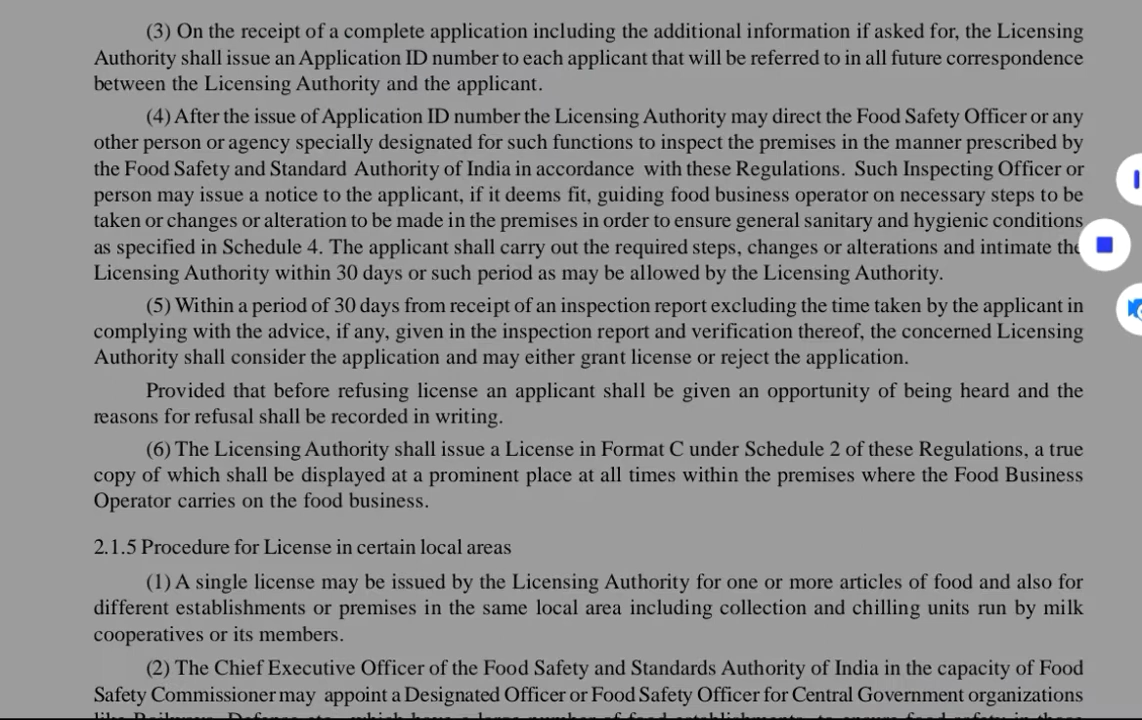 (3) On the receipt of a complete application including the additional information if asked for, the Licensing
Authority shall issue an Application ID number to each applicant that will be referred to in all future correspondence
between the Licensing Authority and the applicant.
(4) After the issue of Application ID number the Licensing Authority may direct the Food Safety Officer or any
other person or agency specially designated for such functions to inspect the premises in the manner prescribed by
the Food Safety and Standard Authority of India in accordance with these Regulations. Such Inspecting Officer or
person may issue a notice to the applicant, if it deems fit, guiding food business operator on necessary steps to be
taken or changes or alteration to be made in the premises in order to ensure general sanitary and hygienic conditions
as specified in Schedule 4. The applicant shall carry out the required steps, changes or alterations and intimate the
Licensing Authority within 30 days or such period as may be allowed by the Licensing Authority.
(5) Within a period of 30 days from receipt of an inspection report excluding the time taken by the applicant in
complying with the advice, if any, given in the inspection report and verification thereof, the concerned Licensing
Authority shall consider the application and may either grant license or reject the application.
Provided that before refusing license an applicant shall be given an opportunity of being heard and the
reasons for refusal shall be recorded in writing.
(6) The Licensing Authority shall issue a License in Format C under Schedule 2 of these Regulations, a true
copy of which shall be displayed at a prominent place at all times within the premises where the Food Business
Operator carries on the food business.
2.1.5 Procedure for License in certain local areas
(1) A single license may be issued by the Licensing Authority for one or more articles of food and also for
different establishments or premises in the same local area including collection and chilling units run by milk
cooperatives or its members.
(2) The Chief Executive Officer of the Food Safety and Standards Authority of India in the capacity of Food
Safety Commissioner may appoint a Designated Officer or Food Safety Officer for Central Government organizations